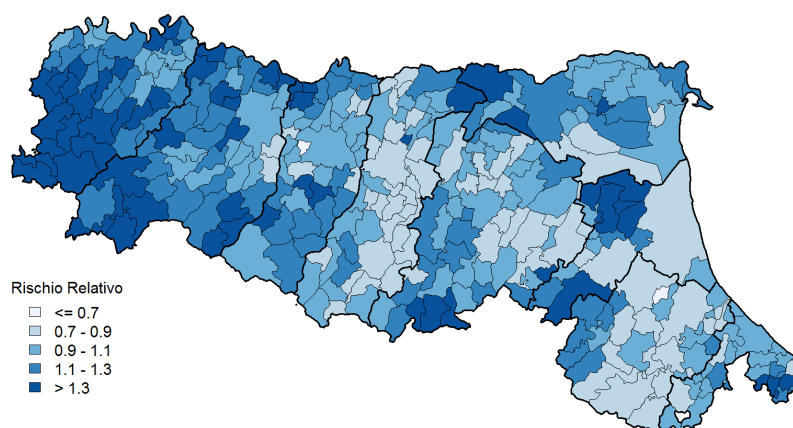 Rischio Relativo
<= 0.7
0.7 - 0.9
0.9 - 1.1
1.1 - 1.3
> 1.3